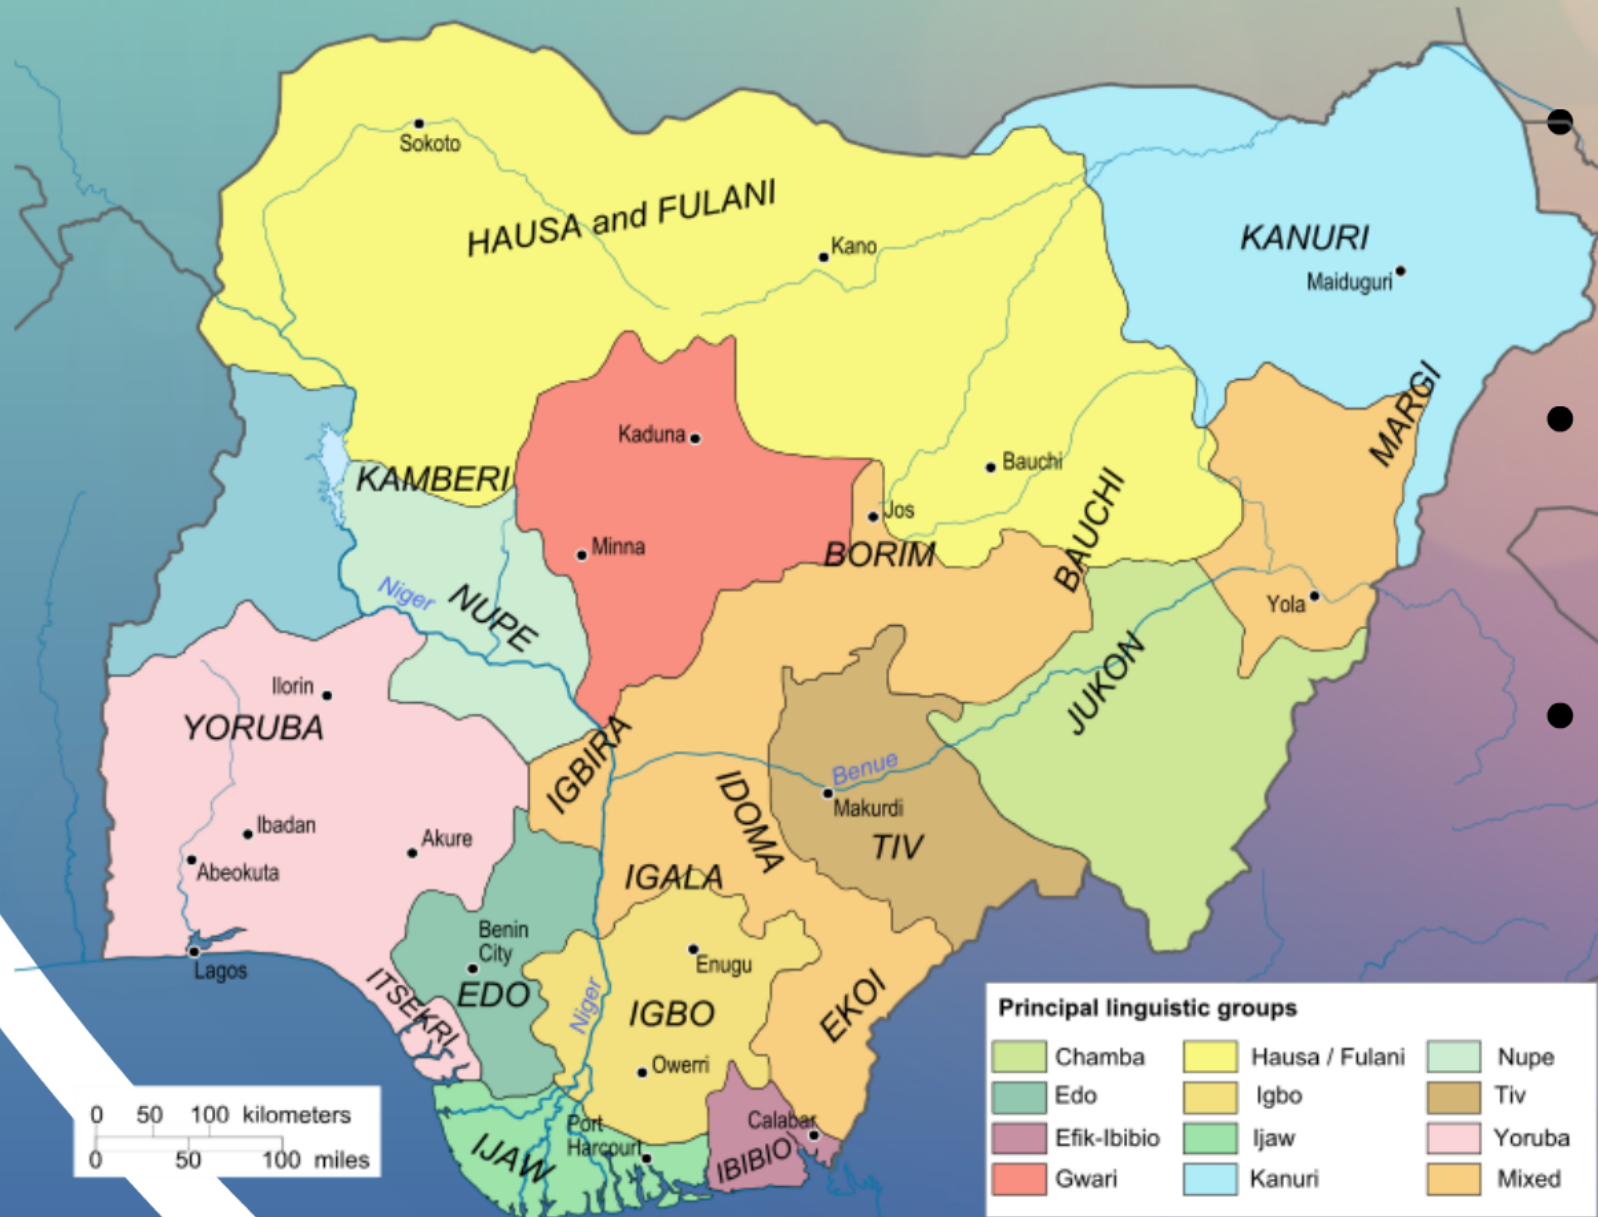 Sokoto
HAUSA and FULANI
Kano
KANURI
Maiduguri
MARGI
Kaduna
KAMBERI
Bauchi
BAUCHI
Jos
BORIM
Minna
Niger
NUPE
Yola
JUKON
Ilorin
YORUBA
IGBIRA
Benue
Makurdi
IDOMA
TIV
Ibadan
Akure
Abeokuta
IGALA
Benin
City
EDO
Enugu
Lagos
ITSEKRI
Niger
IGBO
EKOI
Owerri
Port
Harcourt
Calabar
IJAW
IBIBIO
0 50 100 kilometers
0 50 100 miles
Principal linguistic groups
Chamba Hausa / Fulani Nupe
Edo Igbo Tiv
Efik-Ibibio Ijaw Yoruba
Gwari Kanuri Mixed